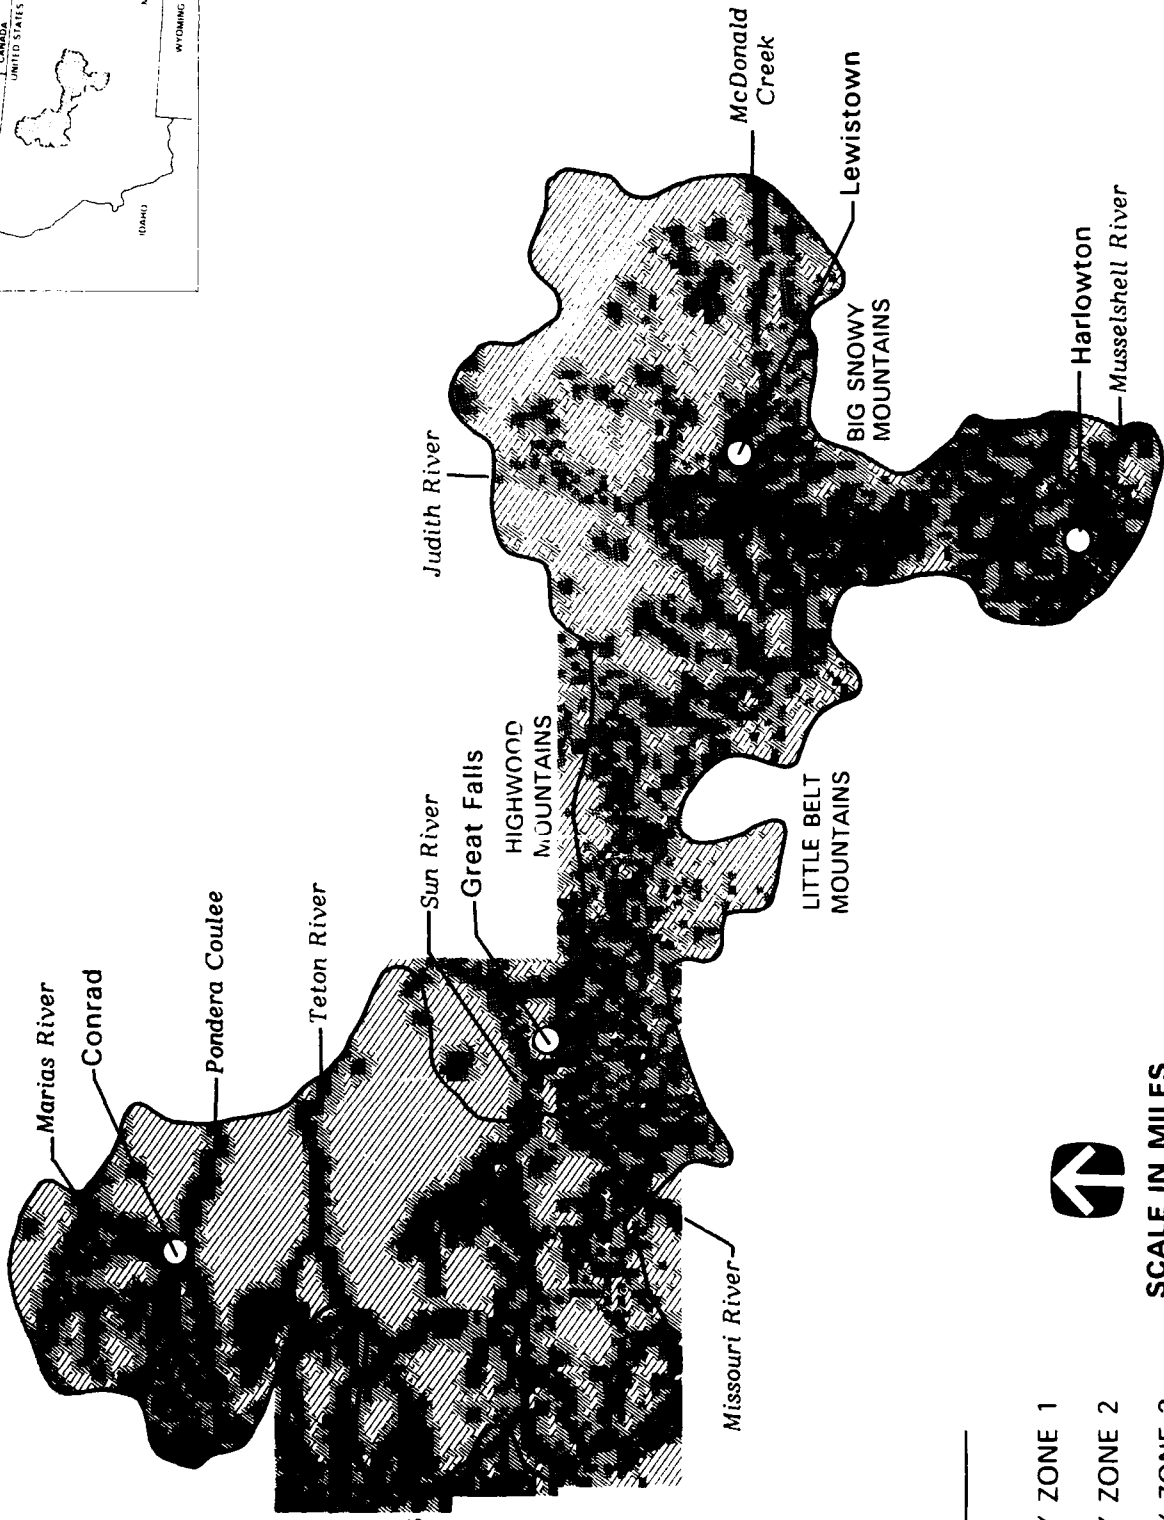 CANADA
UNITED STATES
WYOMING
IDAHO
McDonald
Creek
Lewistown
Judith River
BIG SNOWY
MOUNTAINS
Harlowton
Musselshell River
HIGHWOOD
MOUNTAINS
Great Falls
Sun River
LITTLE BELT
MOUNTAINS
Marias River
Conrad
Pondera Coulee
Teton River
Missouri River
SCALE IN MILES
ZONE 1
ZONE 2